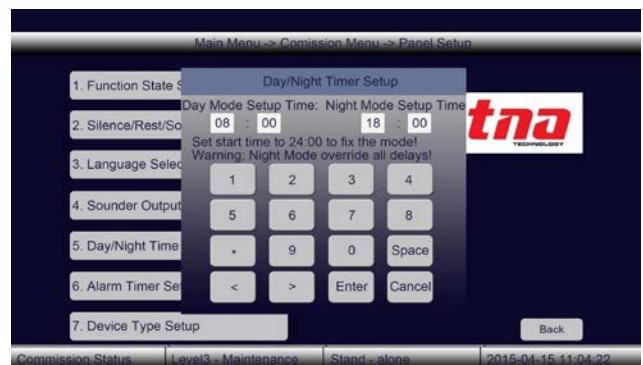 Main Menu -> Comission Menu -> Panel Setup
Day/Night Timer Setup
Day Mode Setup Time: Night Mode Setup Time
08 : 00 18 : 00
Set start time to 24:00 to fix the mode!
Warning: Night Mode override all delays!
1 2 3 4
5 6 7 8
* 9 0 Space
< > Enter Cancel
1. Function State S
2. Silence/Rest/So
3. Language Selec
4. Sounder Output
5. Day/Night Time
6. Alarm Timer Se
7. Device Type Setup
tna
TECHNOLOGY
Back
Commission Status Level3 - Maintenance Stand - alone 2015-04-15 11:04:22